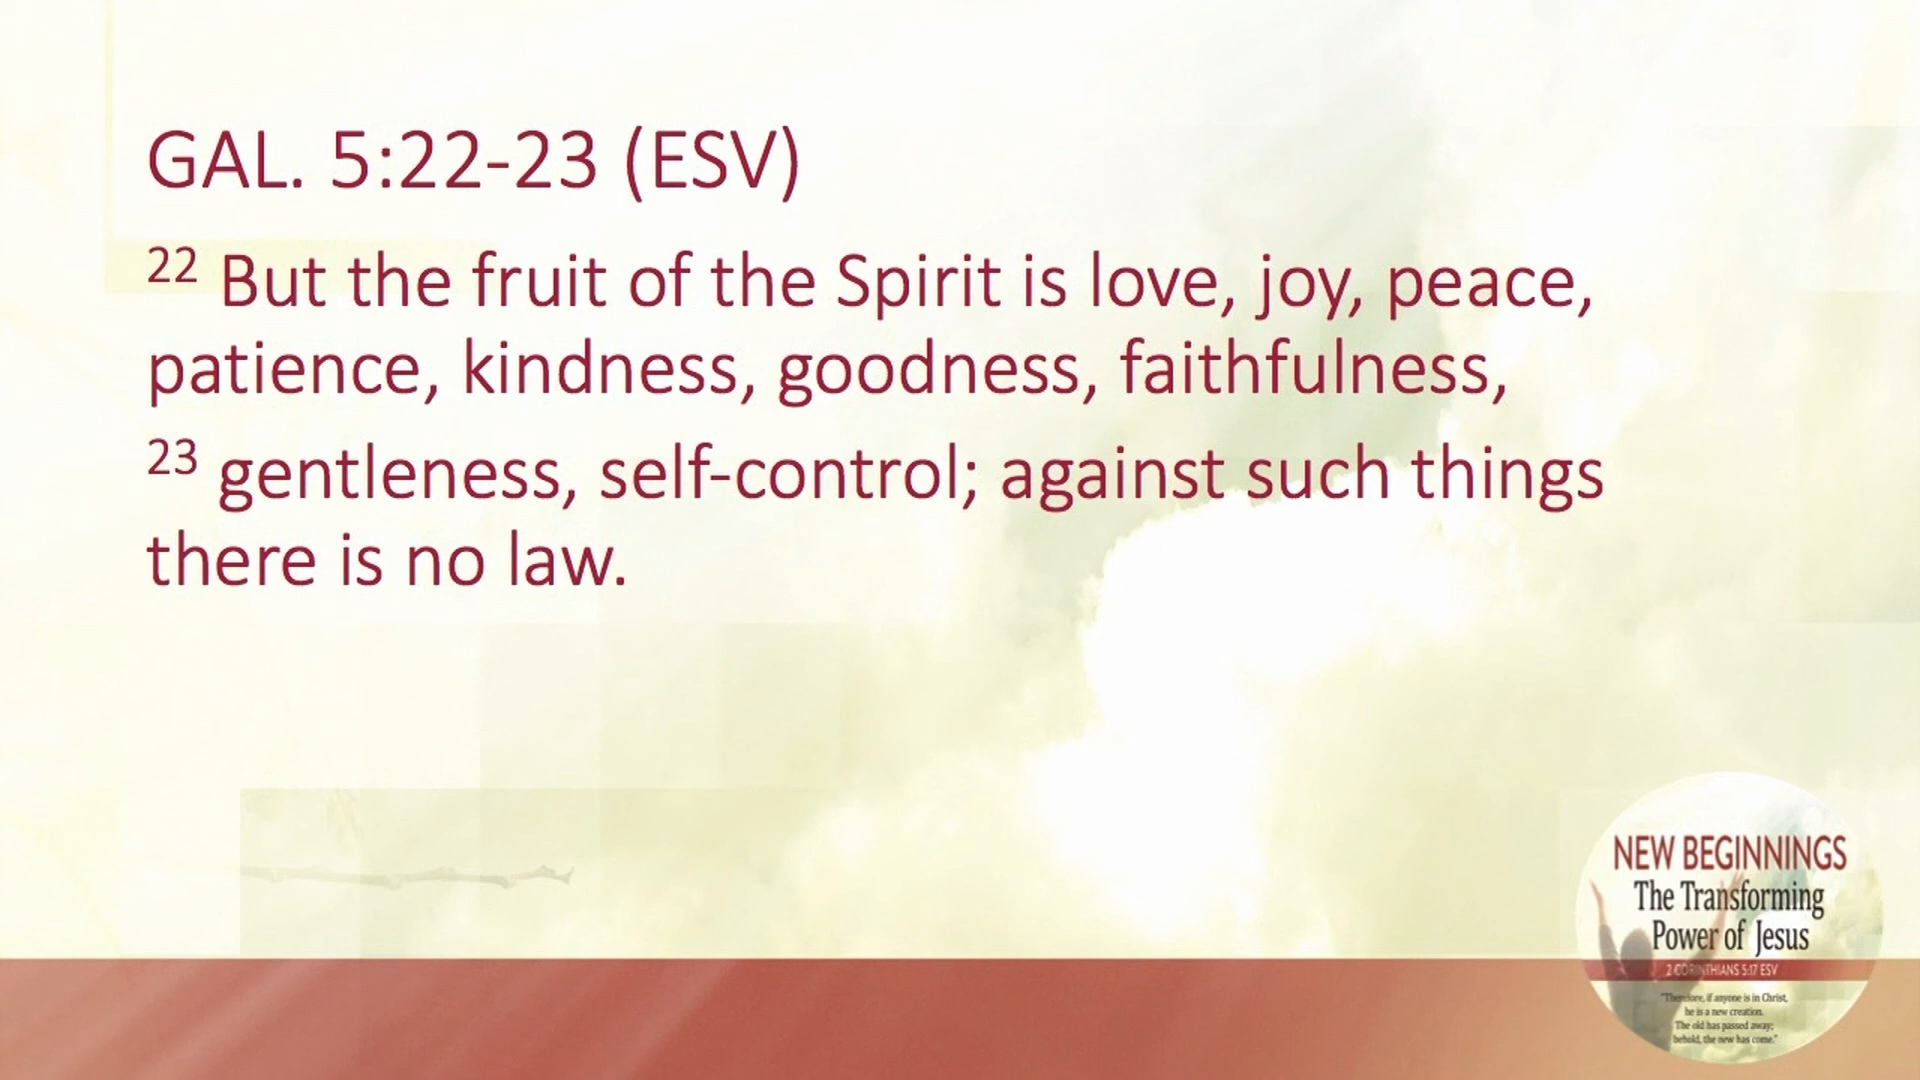 GAL. 5:22-23 (ESV)
22 But the fruit of the Spirit is love, joy, peace,
patience, kindness, goodness, faithfulness,
23 gentleness, self-control; against such things
there is no law.
NEW BEGINNINGS
The Transforming
Power of Jesus
2 CORINTHIANS 5:17 ESV
"Therefore, if anyone is in Christ,
he is a new creation.
The old has passed away;
behold, the new has come."